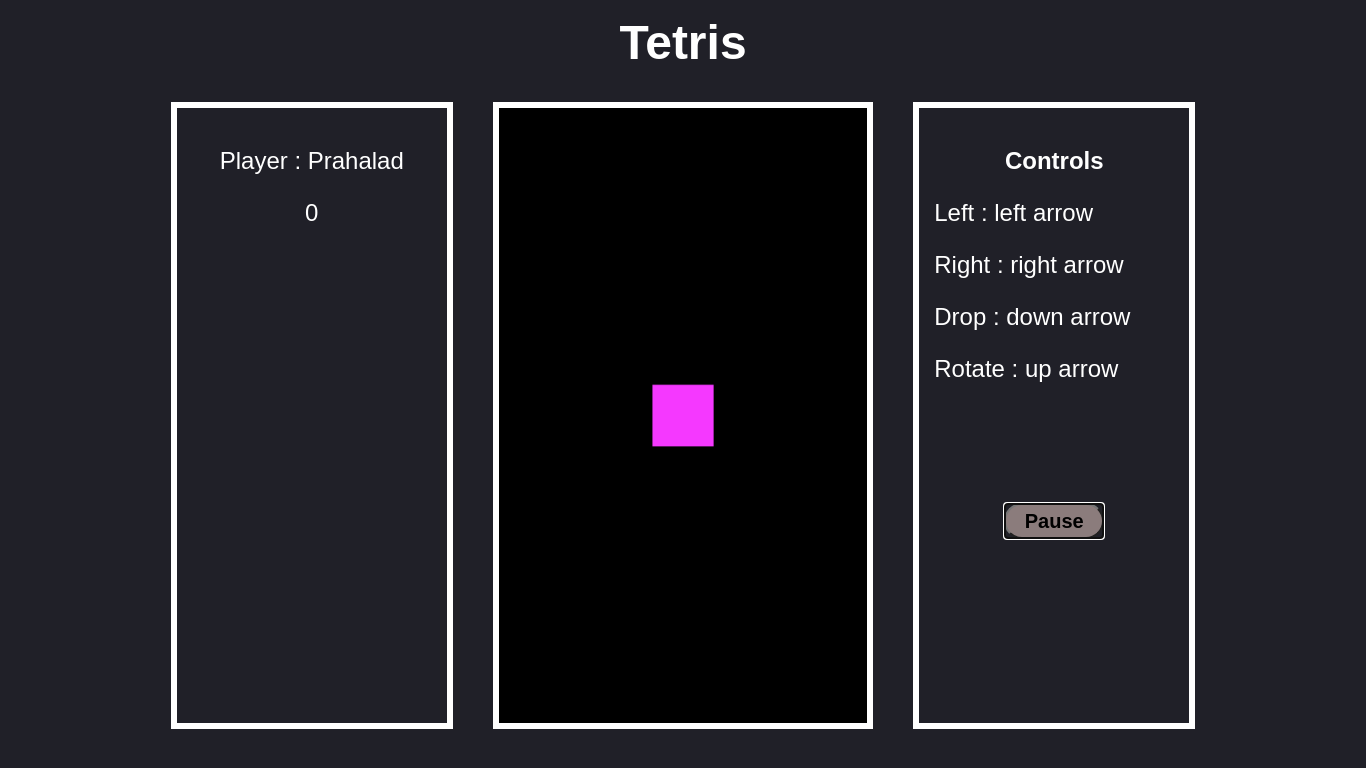 Tetris
Player : Prahalad
0
Controls
Left : left arrow
Right : right arrow
Drop : down arrow
Rotate : up arrow
Pause